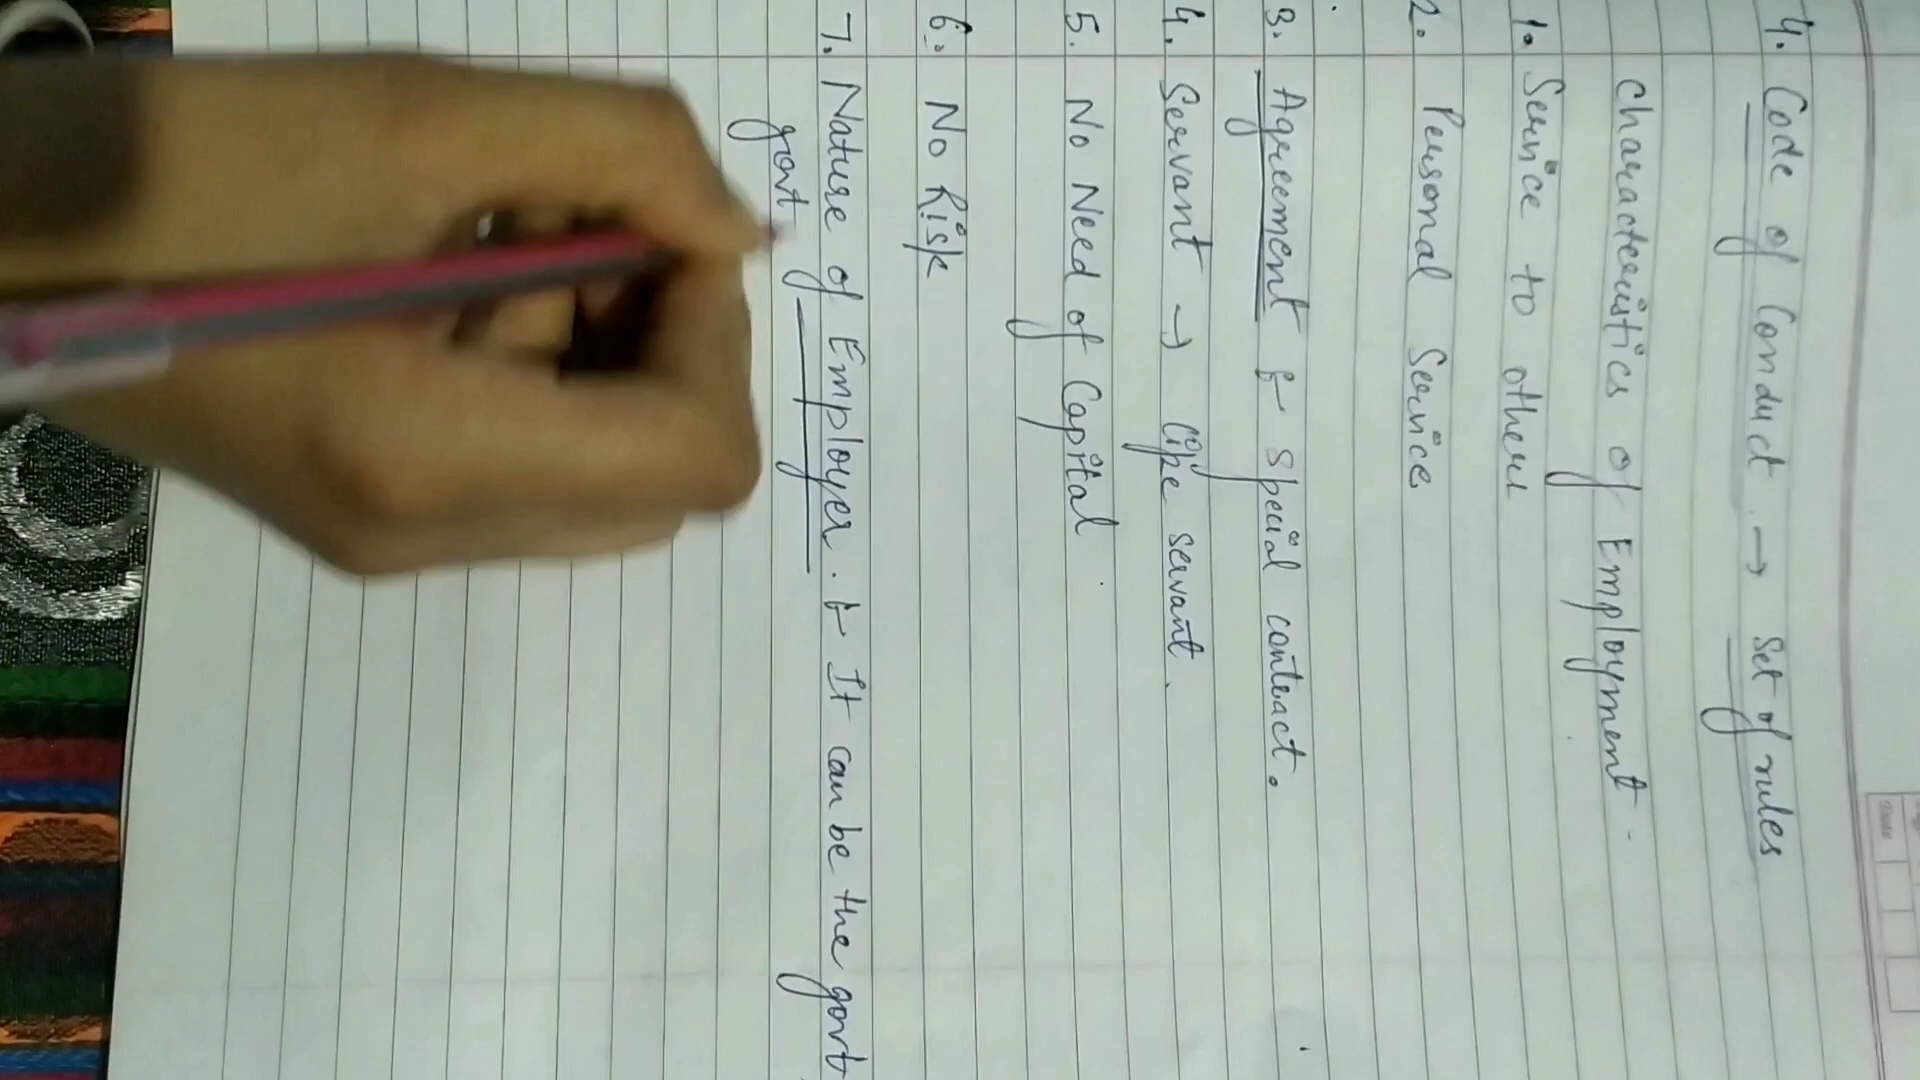 4. Code of Conduct → Set of rules
Characteristics of Employment.
1. Service to others
2. Personal Service
3. Agreement & Special contract.
4. Servant → like servant.
5. No Need of Capital
6. No Risk
7. Nature of Employer. & It can be the govt
govt
Date